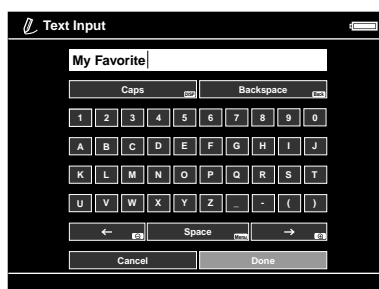 Text Input
My Favorite
Caps DISP Backspace Back
1 2 3 4 5 6 7 8 9 0
A B C D E F G H I J
K L M N O P Q R S T
U V W X Y Z _ - ( )
← Space Menu →
Cancel Done